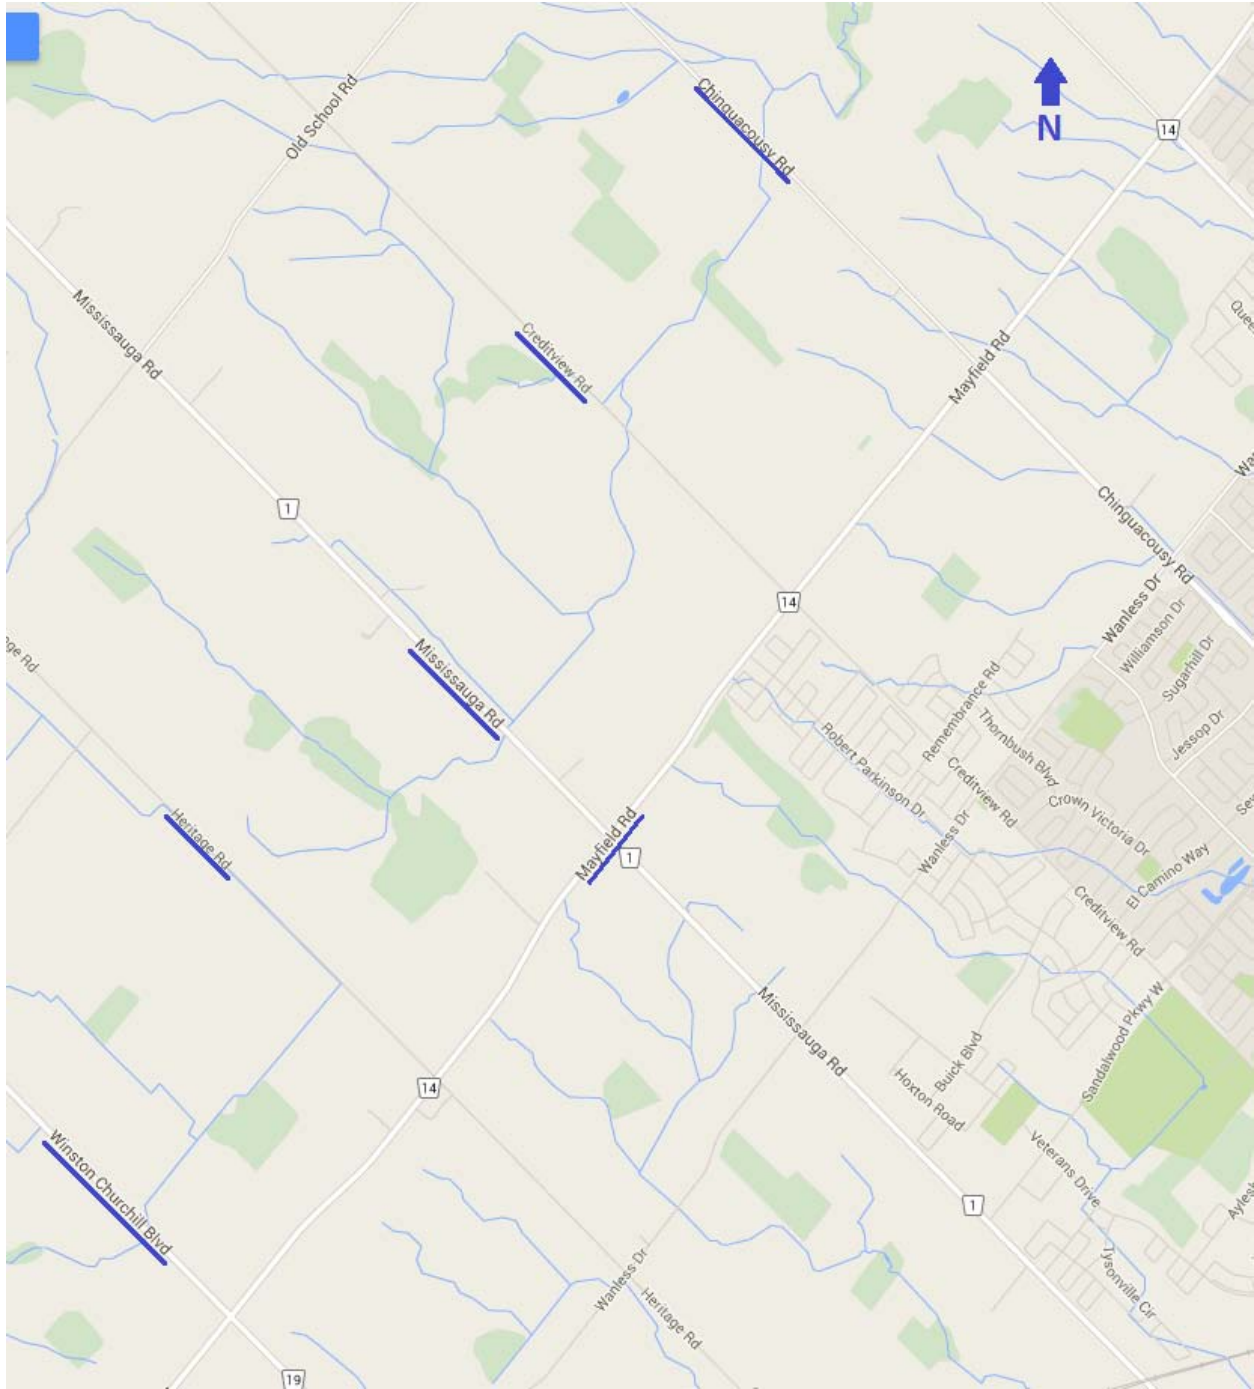 Old School Rd
Chinguacousy Rd
N
14
Mississauga Rd
Creditview Rd
Mayfield Rd
1
Chinguacousy Rd
14
Wanless Dr
Williamson Dr
Sugarhill Dr
Mississauga Rd
Remembrance Rd
Thornbush Blvd
Jessop Dr
Robert Parkinson Dr
Creditview Rd
Crown Victoria Dr
Heritage Rd
Mayfield Rd
1
Wanless Dr
El Camino Way
Creditview Rd
Mississauga Rd
Sandalwood Pkwy W
Buick Blvd
Hoxton Road
14
Winston Churchill Blvd
Veterans Drive
1
Wanless Dr
Heritage Rd
Tysonville Cir
19